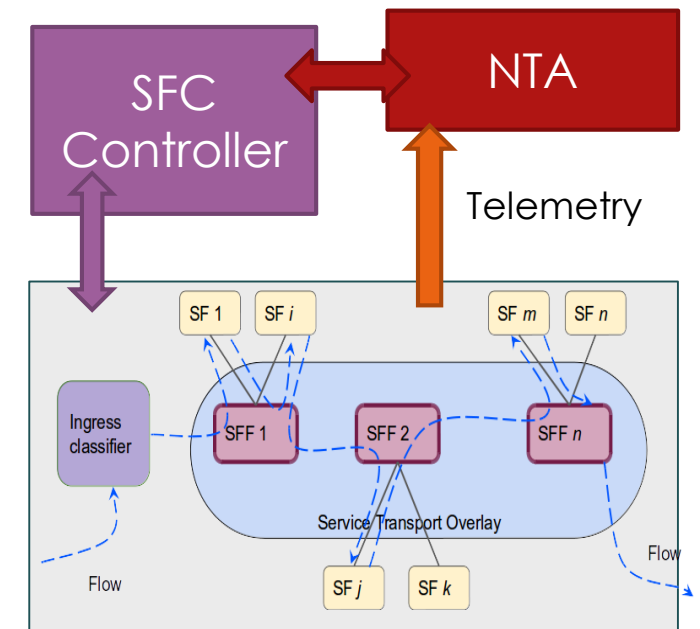 SFC
Controller
NTA
Telemetry
SF 1
SF i
SF m
SF n
Ingress
classifier
SFF 1
SFF 2
SFF n
Service Transport Overlay
Flow
Flow
SF j
SF k